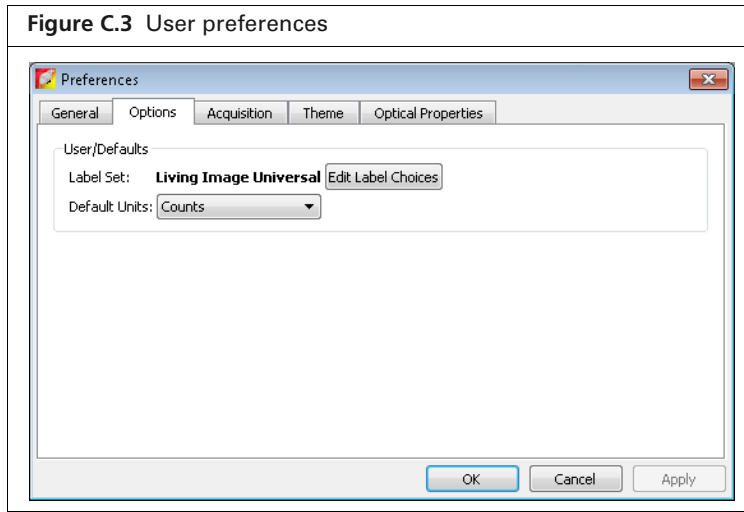 Figure C.3 User preferences
Preferences
General Options Acquisition Theme Optical Properties
User/Defaults
Label Set: Living Image Universal Edit Label Choices
Default Units: Counts
OK Cancel Apply